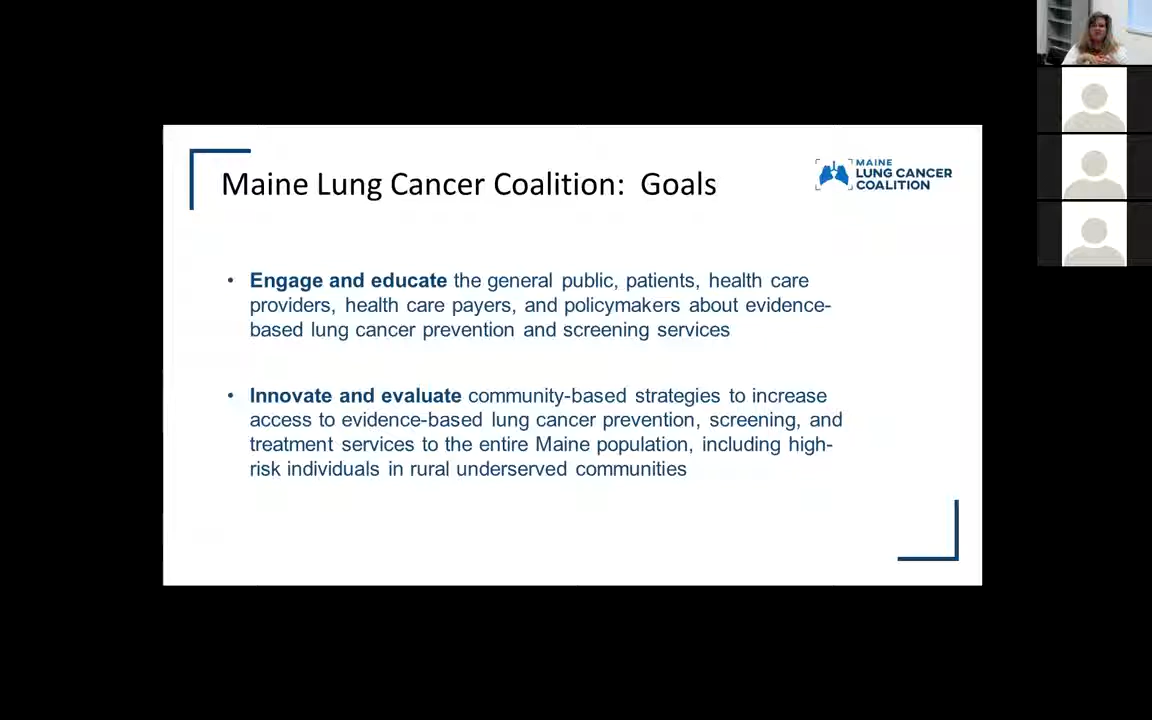 Maine Lung Cancer Coalition: Goals
MAINE
LUNG CANCER
COALITION
• Engage and educate the general public, patients, health care
providers, health care payers, and policymakers about evidence-
based lung cancer prevention and screening services
• Innovate and evaluate community-based strategies to increase
access to evidence-based lung cancer prevention, screening, and
treatment services to the entire Maine population, including high-
risk individuals in rural underserved communities